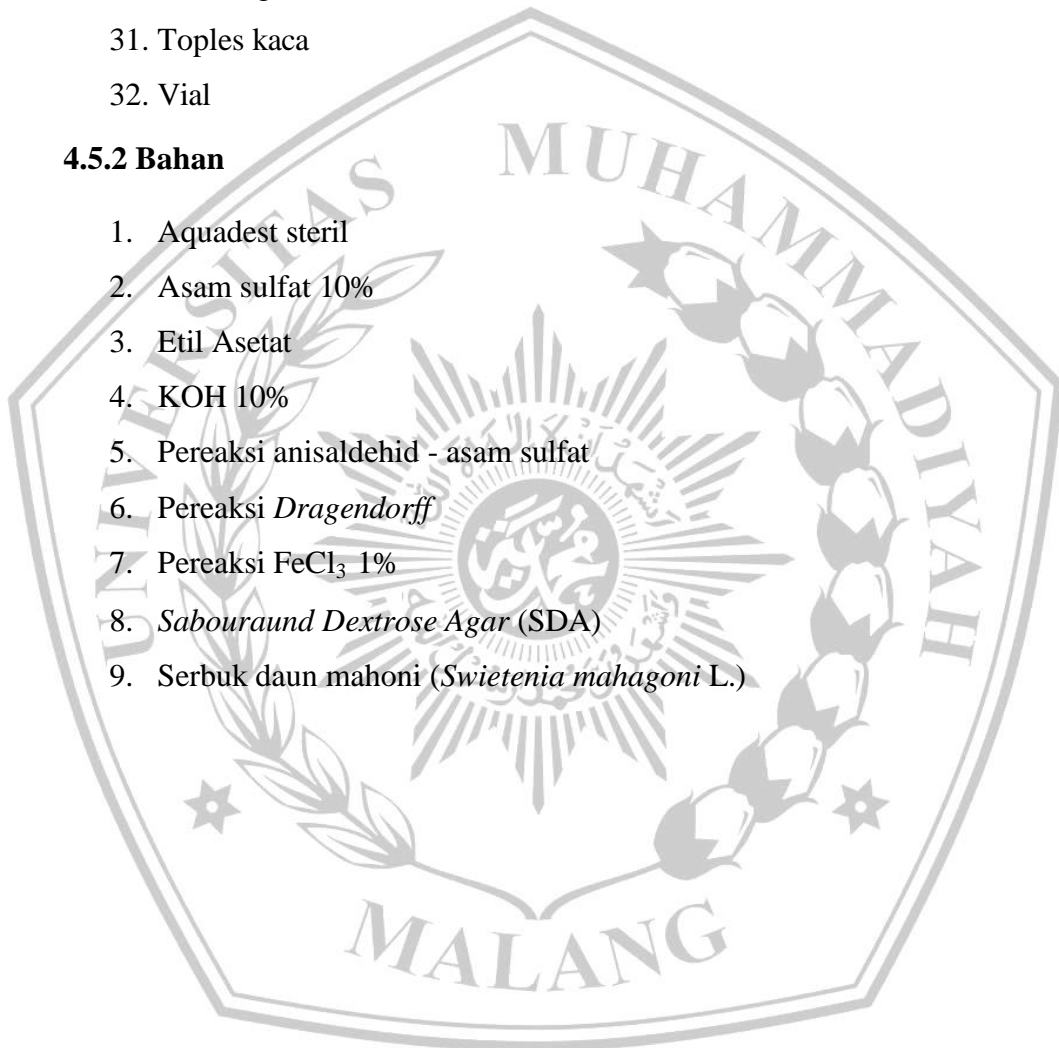 31. Toples kaca
32. Vial
4.5.2 Bahan
1. Aquadest steril
2. Asam sulfat 10%
3. Etil Asetat
4. KOH 10%
5. Pereaksi anisaldehid - asam sulfat
6. Pereaksi Dragendorff
7. Pereaksi FeCl₃ 1%
8. Sabouraund Dextrose Agar (SDA)
9. Serbuk daun mahoni (Swietenia mahagoni L.)
UNIVERSITAS MUHAMMADIYAH
MALANG